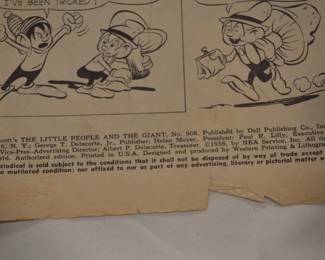 I'VE BEEN TRICKED!
THE LITTLE PEOPLE AND THE GIANT, No. 908. Published by Dell Publishing Co., Inc.
6, N. Y.; George T. Delacorte, Jr., Publisher; Helen Meyer, President; Paul R. Lilly, Executive
Vice-Pres.-Advertising Director; Albert P. Delacorte, Treasurer. ©1958, by NEA Service, Inc. All
Authorized edition. Printed in U.S.A. Designed and produced by Western Printing & Lithogr
is sold subject to the conditions that it shall not be disposed of by way of trade except
mutilated condition; nor affixed to nor as part of any advertising, literary or pictorial matter w